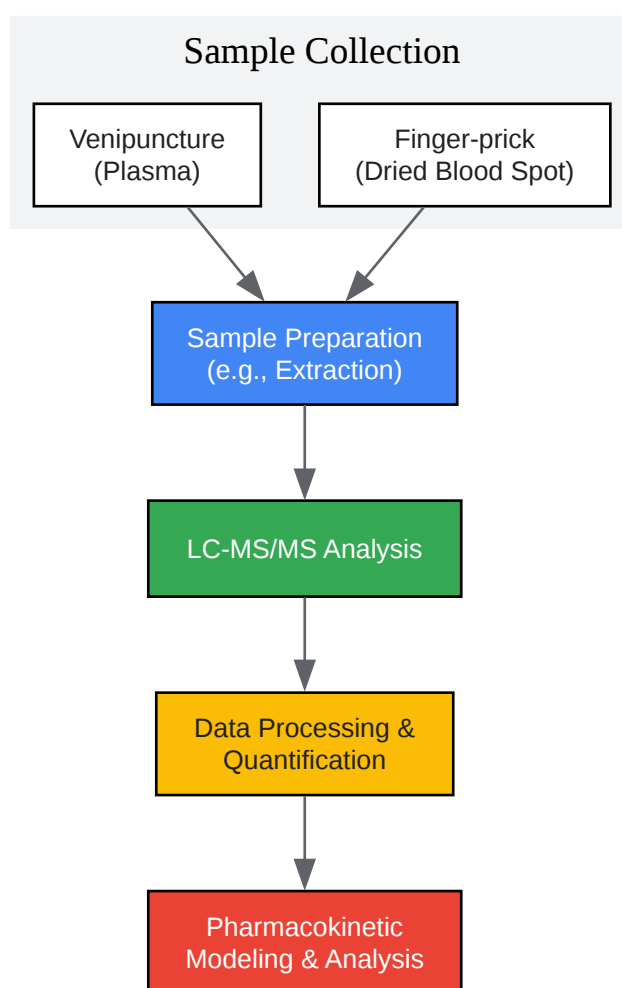 Sample Collection
Venipuncture
(Plasma)
Finger-prick
(Dried Blood Spot)
Sample Preparation
(e.g., Extraction)
LC-MS/MS Analysis
Data Processing &
Quantification
Pharmacokinetic
Modeling & Analysis